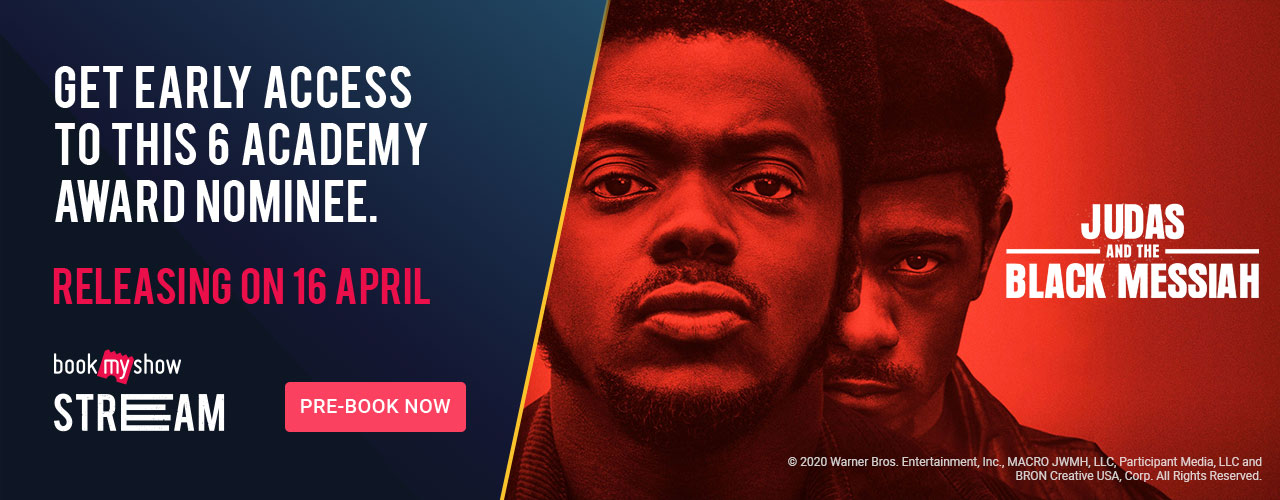 GET EARLY ACCESS
TO THIS 6 ACADEMY
AWARD NOMINEE.
RELEASING ON 16 APRIL
book my show
STREAM
PRE-BOOK NOW
JUDAS
AND THE
BLACK MESSIAH
© 2020 Warner Bros. Entertainment, Inc., MACRO JWMH, LLC, Participant Media, LLC and
BRON Creative USA, Corp. All Rights Reserved.